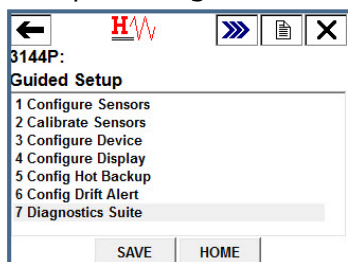 H
3144P:
Guided Setup
1 Configure Sensors
2 Calibrate Sensors
3 Configure Device
4 Configure Display
5 Config Hot Backup
6 Config Drift Alert
7 Diagnostics Suite
SAVE HOME